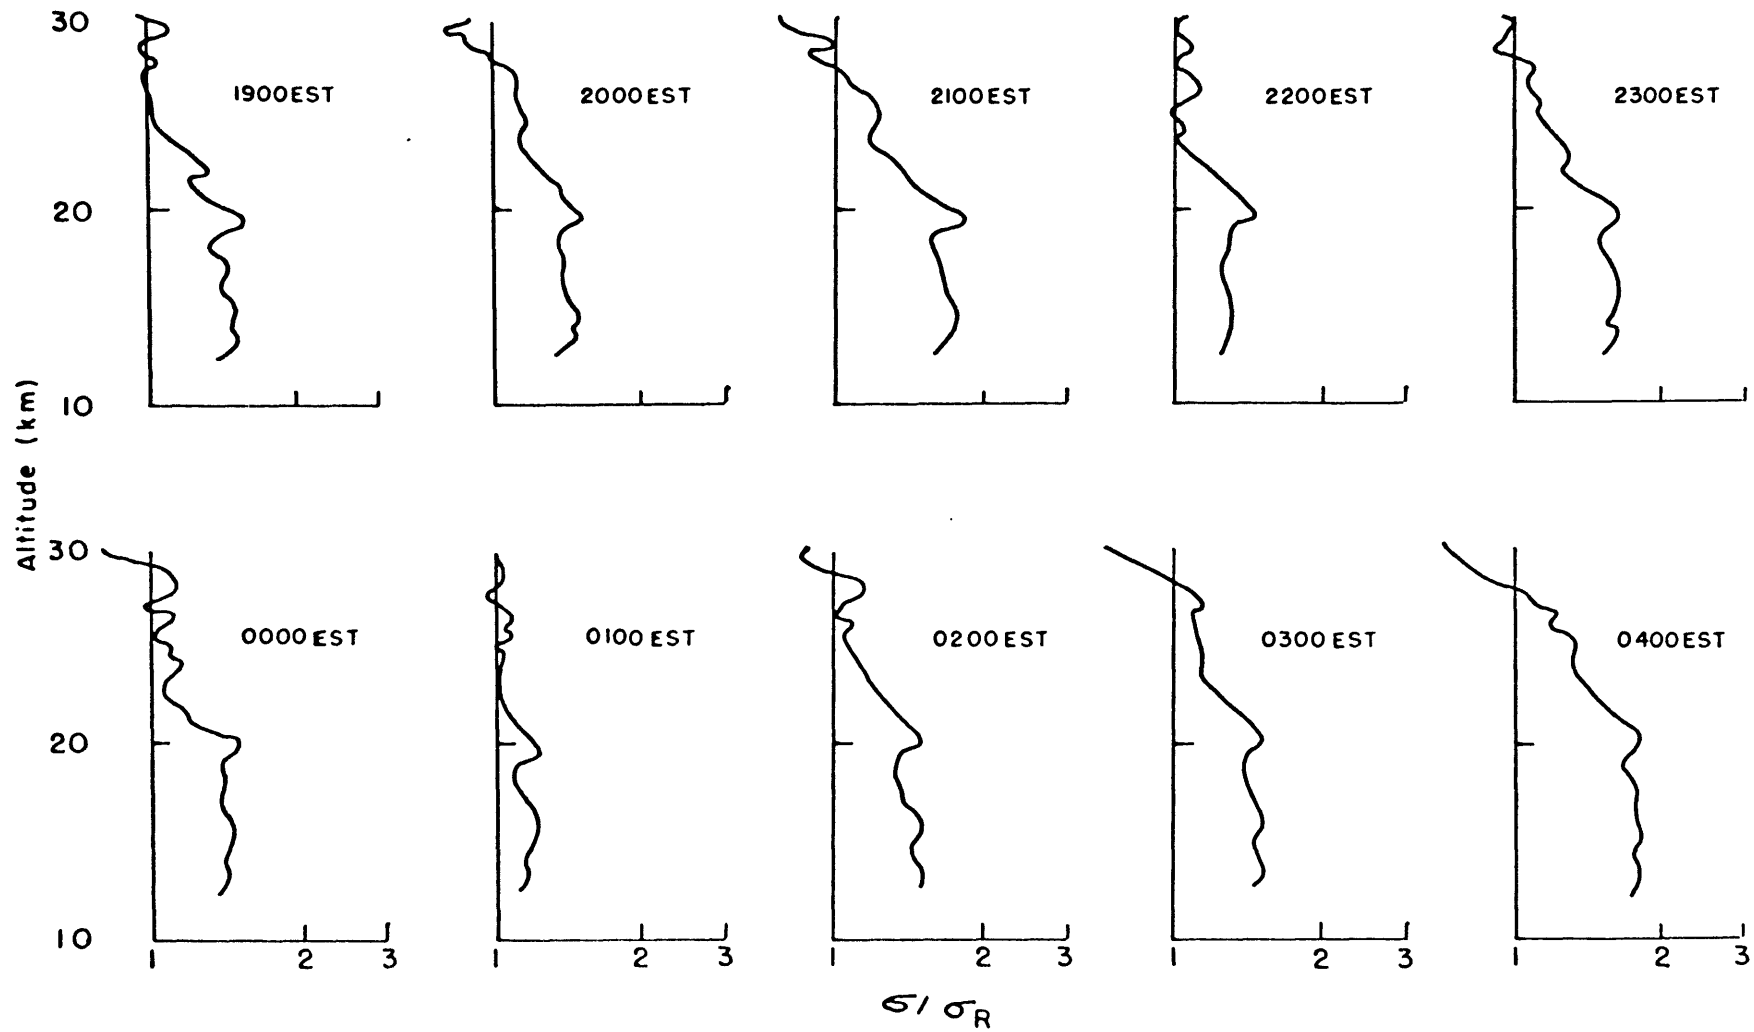 30
1900EST
2000EST
2100EST
2200EST
2300EST
20
10
Altitude (km)
30
0000EST
0100EST
0200EST
0300EST
0400EST
20
10
1 2 3 1 2 3 1 2 3 1 2 3 1 2 3
σ/σR